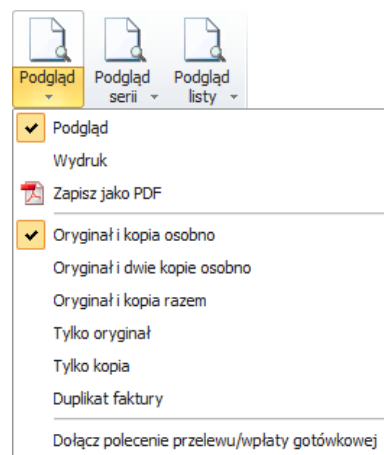 Podgląd
Podgląd serii
Podgląd listy
Podgląd
Wydruk
Zapisz jako PDF
Oryginał i kopia osobno
Oryginał i dwie kopie osobno
Oryginał i kopia razem
Tylko oryginał
Tylko kopia
Duplikat faktury
Dołącz polecenie przelewu/wpłaty gotówkowej